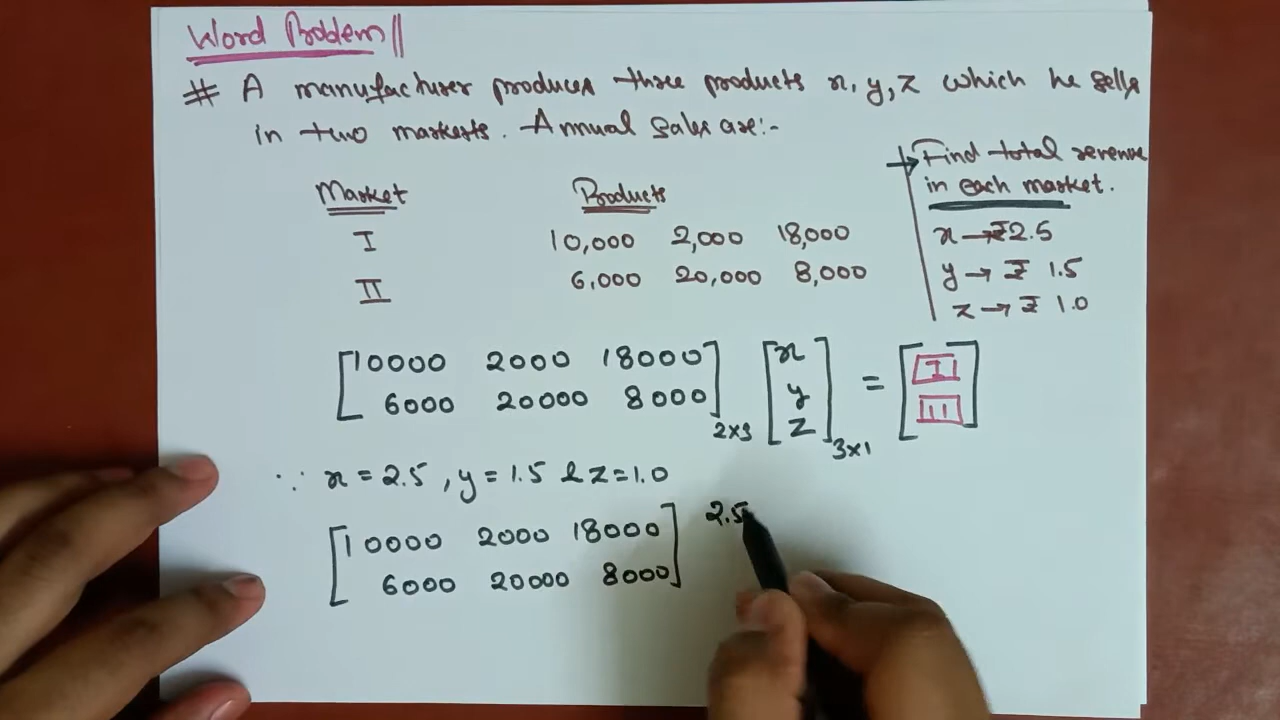 Word Problem
# A manufacturer produces three products x, y, z which he sells
in two markets. Annual Sales are:-
→ Find total revenue
in each market.
x → ₹ 2.5
y → ₹ 1.5
z → ₹ 1.0
Market Products
I 10,000 2,000 18,000
II 6,000 20,000 8,000
[10000 2000 18000] [x] = [I]
[6000 20000 8000] 2×3 [y] [II]
[z] 3×1
∵ x = 2.5, y = 1.5 & z = 1.0
[10000 2000 18000] 2.5
[6000 20000 8000]